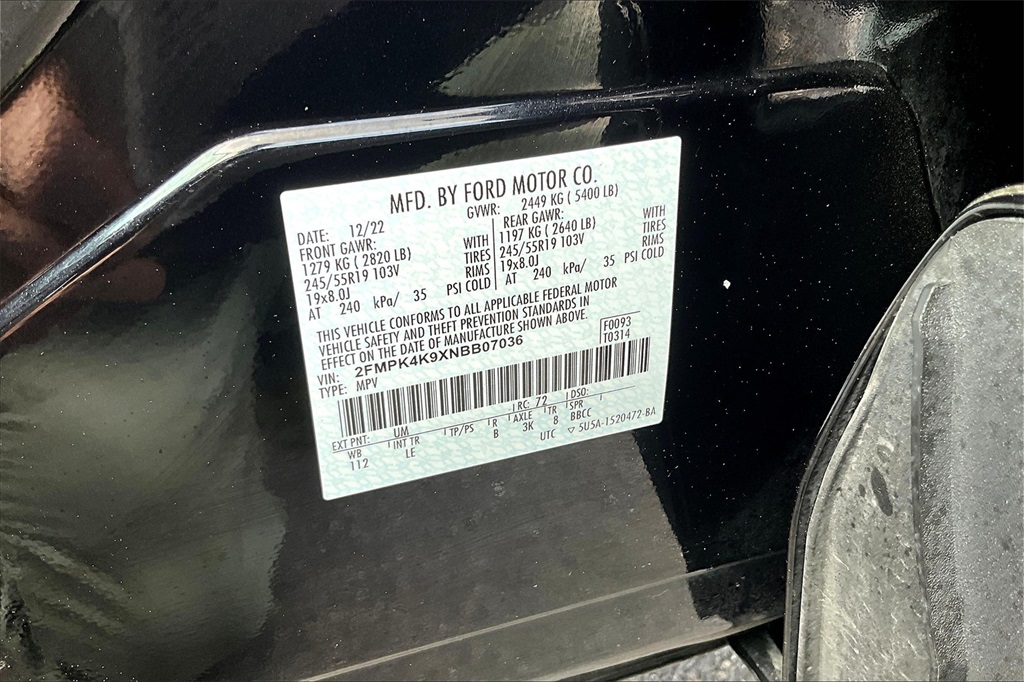 MFD. BY FORD MOTOR CO.
DATE: 12/22 GVWR: 2449 KG ( 5400 LB)
FRONT GAWR: REAR GAWR:
1279 KG ( 2820 LB) WITH 1197 KG ( 2640 LB) WITH
245/55R19 103V TIRES 245/55R19 103V TIRES
19x8.0J RIMS 19x8.0J RIMS
AT 240 kPa/ 35 PSI COLD AT 240 kPa/ 35 PSI COLD
THIS VEHICLE CONFORMS TO ALL APPLICABLE FEDERAL MOTOR
VEHICLE SAFETY AND THEFT PREVENTION STANDARDS IN
EFFECT ON THE DATE OF MANUFACTURE SHOWN ABOVE.
VIN: 2FMPK4K9XNBB07036 F0093
TYPE: MPV T0314
EXT PNT: UM RC: 72 DSO:
WB INT TR TP/PS R AXLE TR SPR
112 LE B 3K 8 BBCC
UTC ▽ 5U5A-1520472-BA